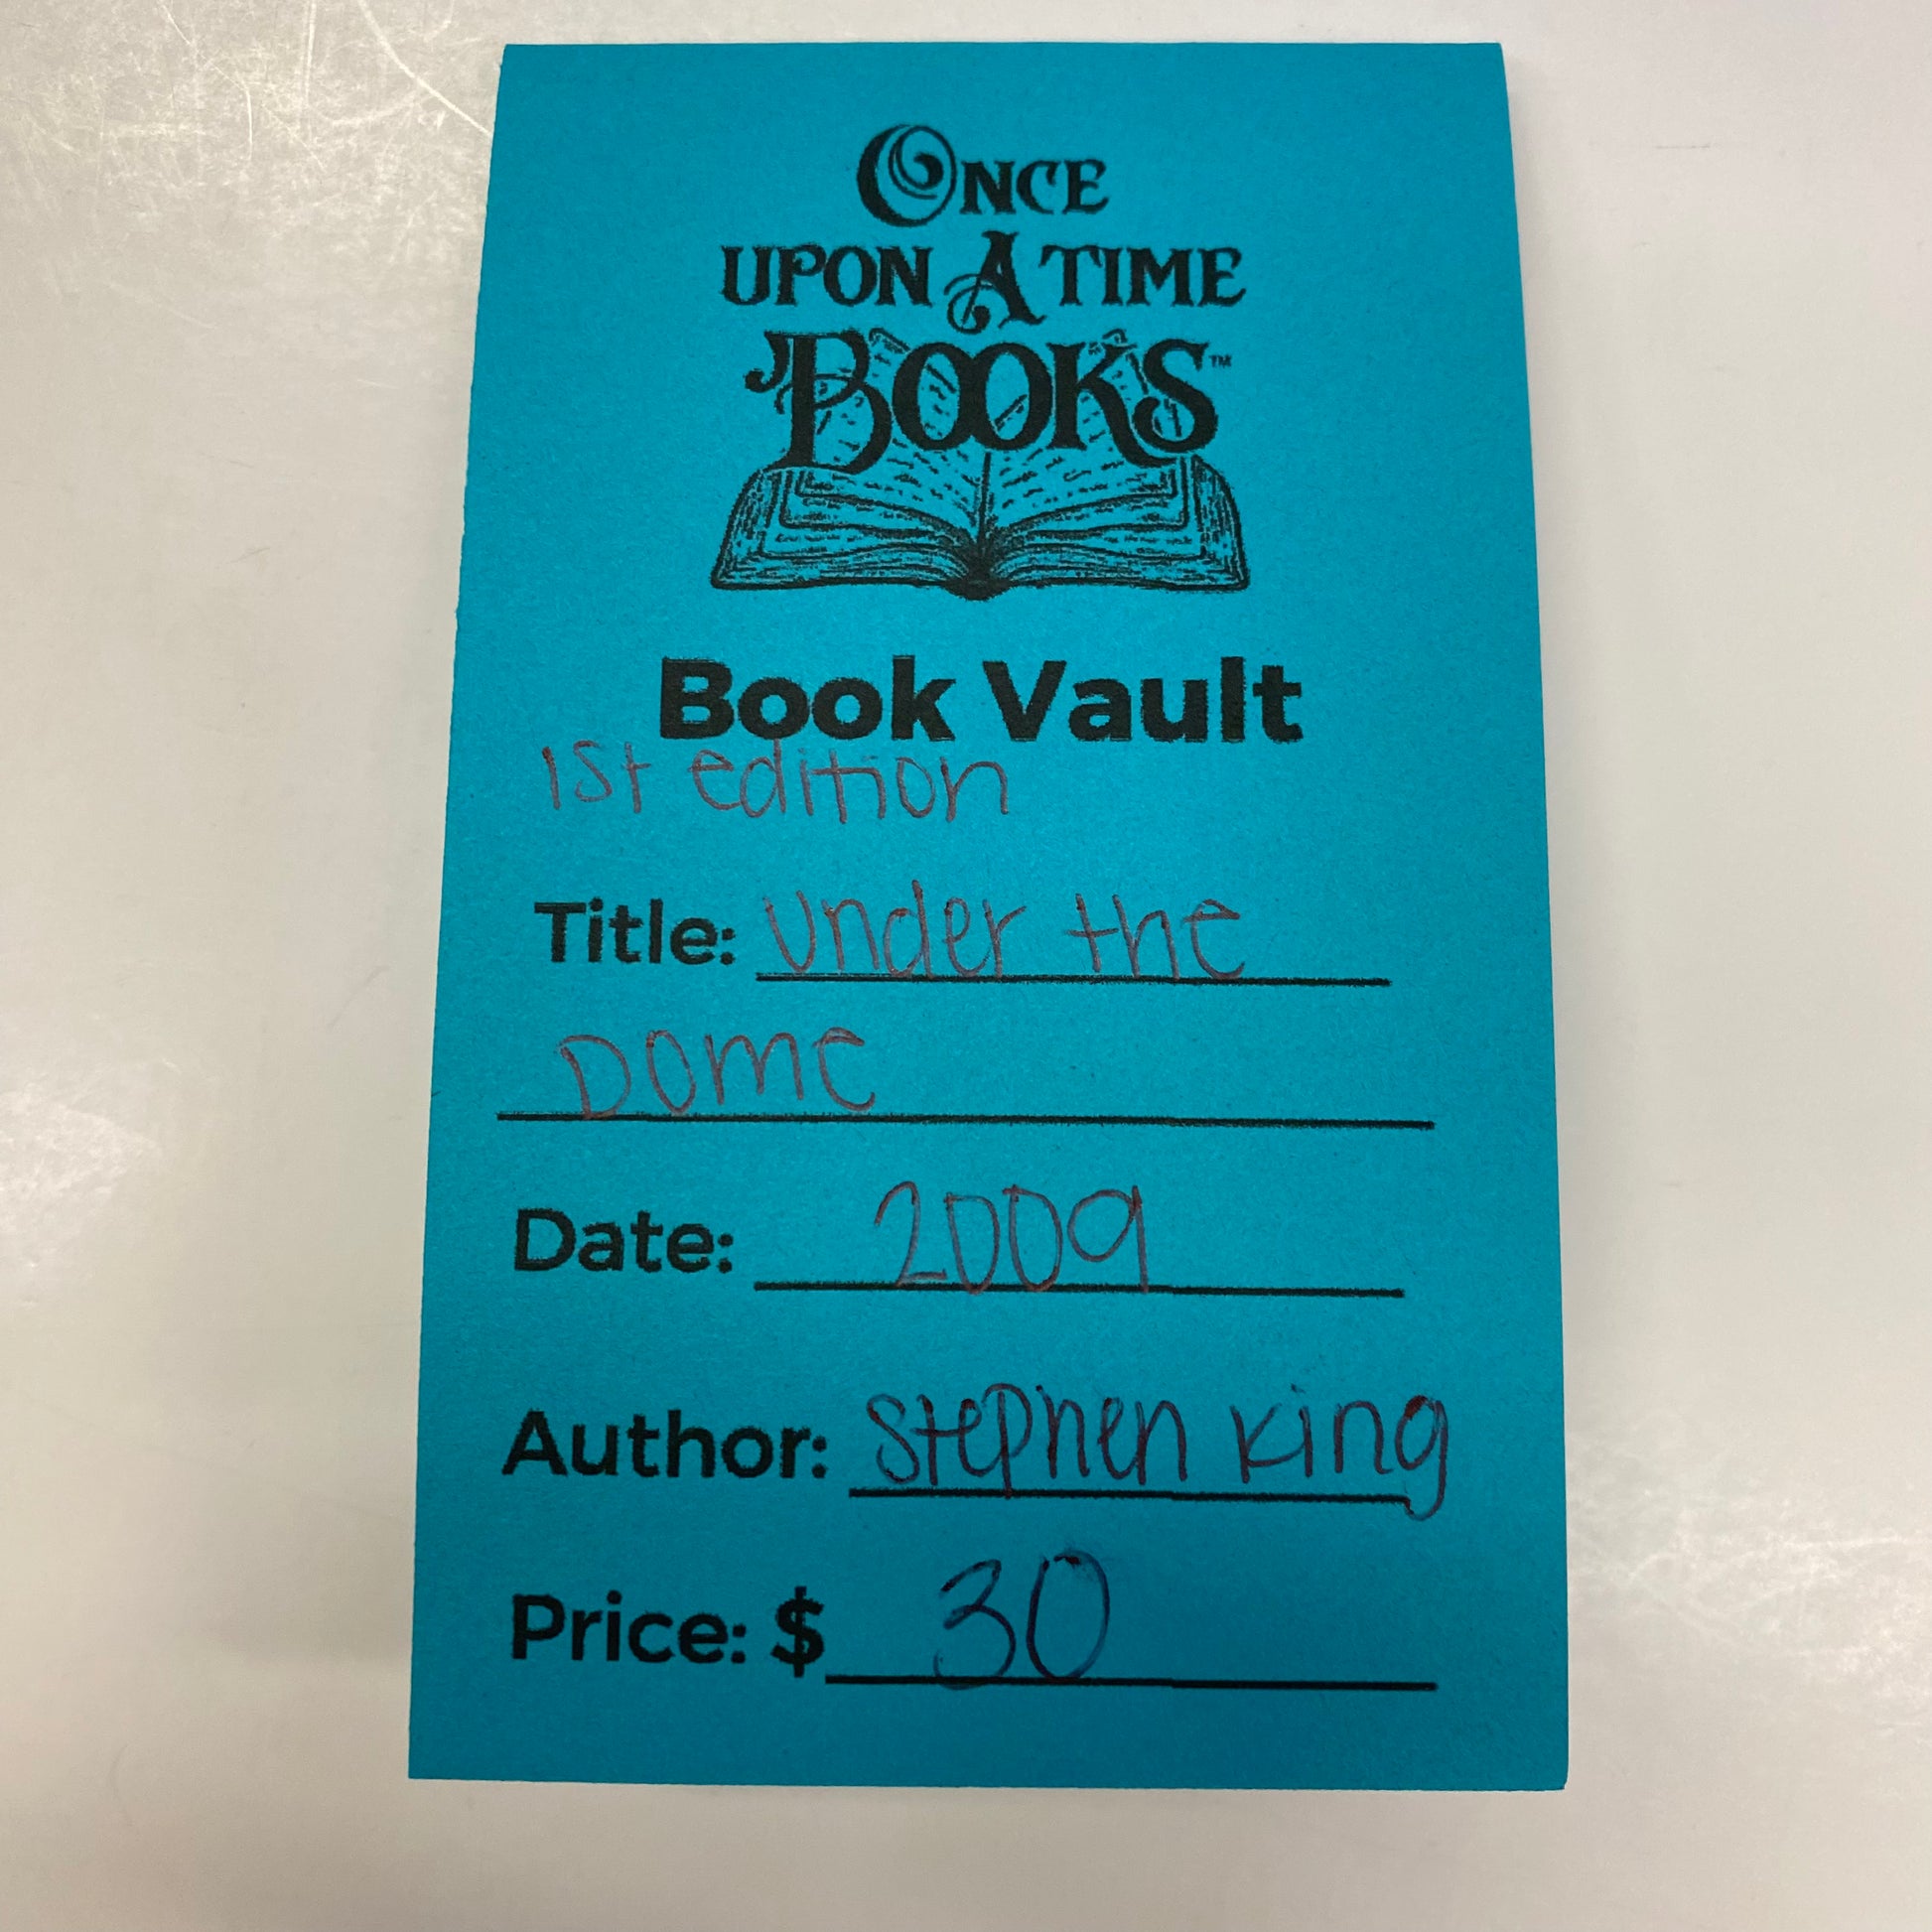 ONCE
UPON A TIME
BOOKS™
Book Vault
1st edition
Title: Under the
Dome
Date: 2009
Author: Stephen King
Price: $ 30